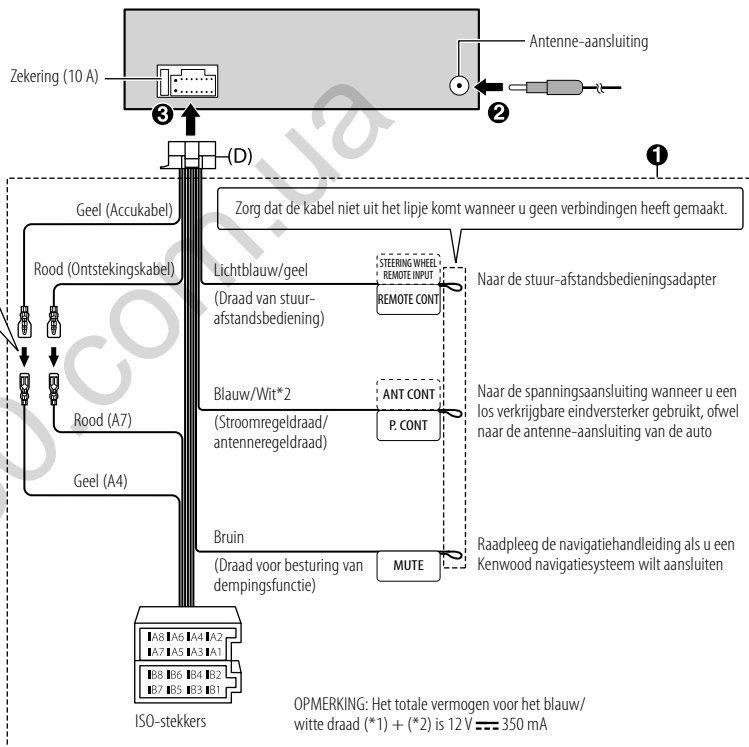 Antenne-aansluiting
Zekering (10 A)
❸
❷
(D)
❶
Geel (Accukabel)
Zorg dat de kabel niet uit het lipje komt wanneer u geen verbindingen heeft gemaakt.
Rood (Ontstekingskabel)
Lichtblauw/geel
(Draad van stuur-
afstandsbediening)
STEERING WHEEL
REMOTE INPUT
REMOTE CONT
Naar de stuur-afstandsbedieningsadapter
Blauw/Wit*2
(Stroomregeldraad/
antenneregeldraad)
ANT CONT
P. CONT
Naar de spanningsaansluiting wanneer u een
los verkrijgbare eindversterker gebruikt, ofwel
naar de antenne-aansluiting van de auto
Rood (A7)
Geel (A4)
Bruin
(Draad voor besturing van
dempingsfunctie)
MUTE
Raadpleeg de navigatiehandleiding als u een
Kenwood navigatiesysteem wilt aansluiten
A8 A6 A4 A2
A7 A5 A3 A1
B8 B6 B4 B2
B7 B5 B3 B1
ISO-stekkers
OPMERKING: Het totale vermogen voor het blauw/
witte draad (*1) + (*2) is 12 V ⎓ 350 mA
.com.ua